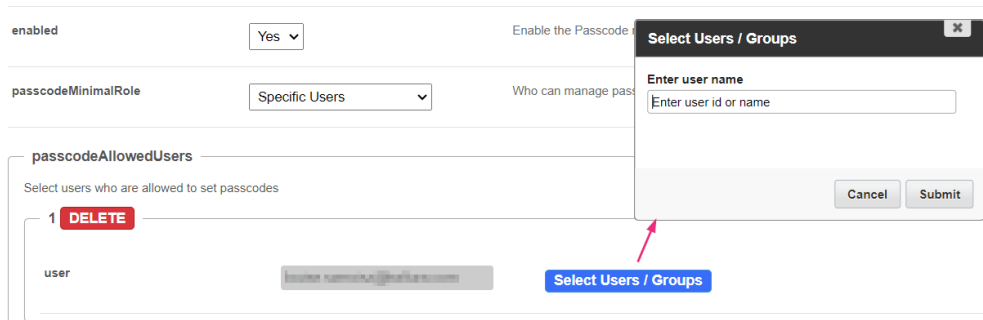 enabled
Yes
Enable the Passcode
passcodeMinimalRole
Specific Users
Who can manage pass
Select Users / Groups
Enter user name
Enter user id or name
Cancel
Submit
passcodeAllowedUsers
Select users who are allowed to set passcodes
1 DELETE
user
Select Users / Groups